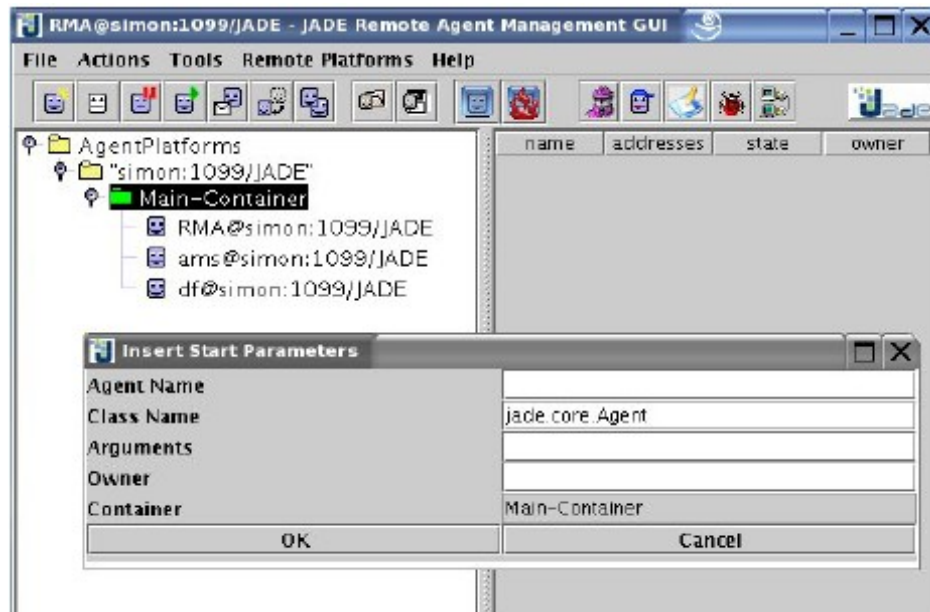 RMA@simon:1099/JADE - JADE Remote Agent Management GUI
File Actions Tools Remote Platforms Help
Jade
AgentPlatforms
"simon:1099/JADE"
Main-Container
RMA@simon:1099/JADE
ams@simon:1099/JADE
df@simon:1099/JADE
name addresses state owner
Insert Start Parameters
Agent Name
Class Name jade.core.Agent
Arguments
Owner
Container Main-Container
OK Cancel